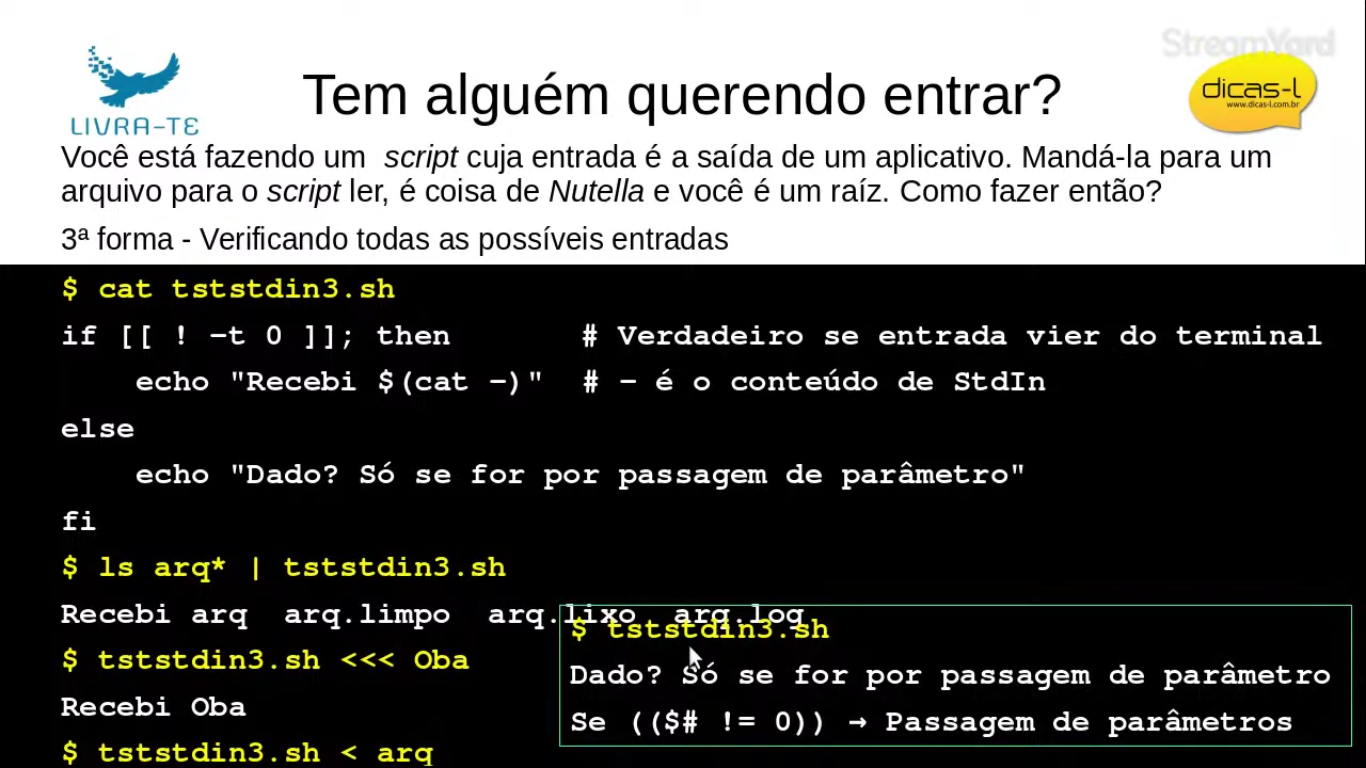 StreamYard
LIVRA-TE
Tem alguém querendo entrar?
dicas-l
www.dicas-l.com.br
Você está fazendo um script cuja entrada é a saída de um aplicativo. Mandá-la para um
arquivo para o script ler, é coisa de Nutella e você é um raíz. Como fazer então?
3ª forma - Verificando todas as possíveis entradas
$ cat tststdin3.sh
if [[ ! -t 0 ]]; then # Verdadeiro se entrada vier do terminal
echo "Recebi $(cat -)" # - é o conteúdo de StdIn
else
echo "Dado? Só se for por passagem de parâmetro"
fi
$ ls arq* | tststdin3.sh
Recebi arq arq.limpo arq.lixo arq.log
$ tststdin3.sh <<< Oba
Recebi Oba
$ tststdin3.sh < arq
$ tststdin3.sh
Dado? Só se for por passagem de parâmetro
Se (($# != 0)) → Passagem de parâmetros